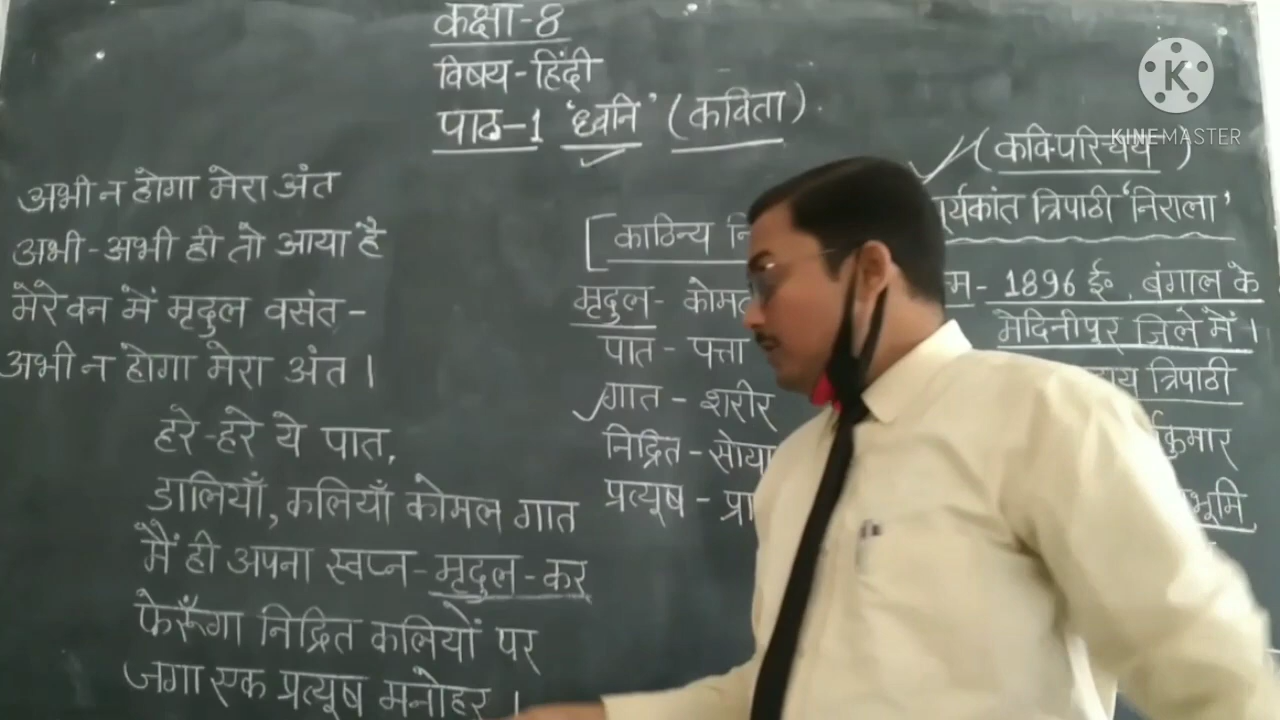 कक्षा-8
विषय-हिंदी
पाठ-1 'ध्वनि' (कविता).
KINEMASTER
अभी न होगा मेरा अंत
अभी-अभी ही तो आया है
मेरे वन में मृदुल वसंत-
अभी न होगा मेरा अंत।
हरे-हरे ये पात,
डालियाँ, कलियाँ कोमल गात
मैं ही अपना स्वप्न-मृदुल-कर
फेरूँगा निद्रित कलियों पर
जगा एक प्रत्यूष मनोहर।
[काठिन्य
मृदुल-
पात - पत्ता
गात - शरीर
निद्रित -
प्रत्यूष -
(कवि-परिचय)
त्रिपाठी 'निराला'
- 1896 ई॰ बंगाल के
मेदिनीपुर जिले में।
त्रिपाठी